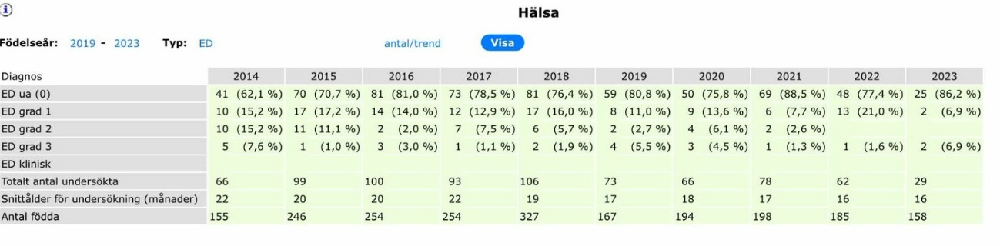 Hälsa
Födelseår: 2019 - 2023 Typ: ED antal/trend Visa
Diagnos 2014 2015 2016 2017 2018 2019 2020 2021 2022 2023
ED ua (0) 41 (62,1 %) 70 (70,7 %) 81 (81,0 %) 73 (78,5 %) 81 (76,4 %) 59 (80,8 %) 50 (75,8 %) 69 (88,5 %) 48 (77,4 %) 25 (86,2 %)
ED grad 1 10 (15,2 %) 17 (17,2 %) 14 (14,0 %) 12 (12,9 %) 17 (16,0 %) 8 (11,0 %) 9 (13,6 %) 6 (7,7 %) 13 (21,0 %) 2 (6,9 %)
ED grad 2 10 (15,2 %) 11 (11,1 %) 2 (2,0 %) 7 (7,5 %) 6 (5,7 %) 2 (2,7 %) 4 (6,1 %) 2 (2,6 %)
ED grad 3 5 (7,6 %) 1 (1,0 %) 3 (3,0 %) 1 (1,1 %) 2 (1,9 %) 4 (5,5 %) 3 (4,5 %) 1 (1,3 %) 1 (1,6 %) 2 (6,9 %)
ED klinisk
Totalt antal undersökta 66 99 100 93 106 73 66 78 62 29
Snittålder för undersökning (månader) 22 20 20 22 19 17 18 17 16 16
Antal födda 155 246 254 254 327 167 194 198 185 158